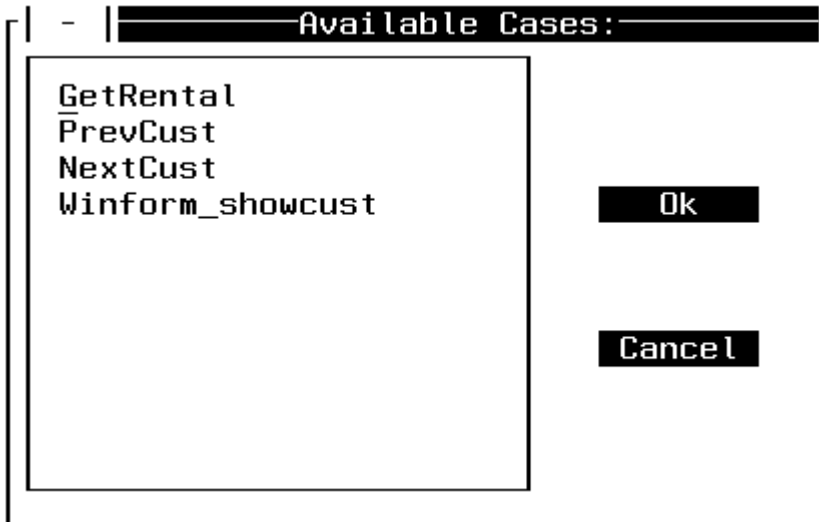 Available Cases:
GetRental
PrevCust
NextCust
Winform_showcust
Ok
Cancel